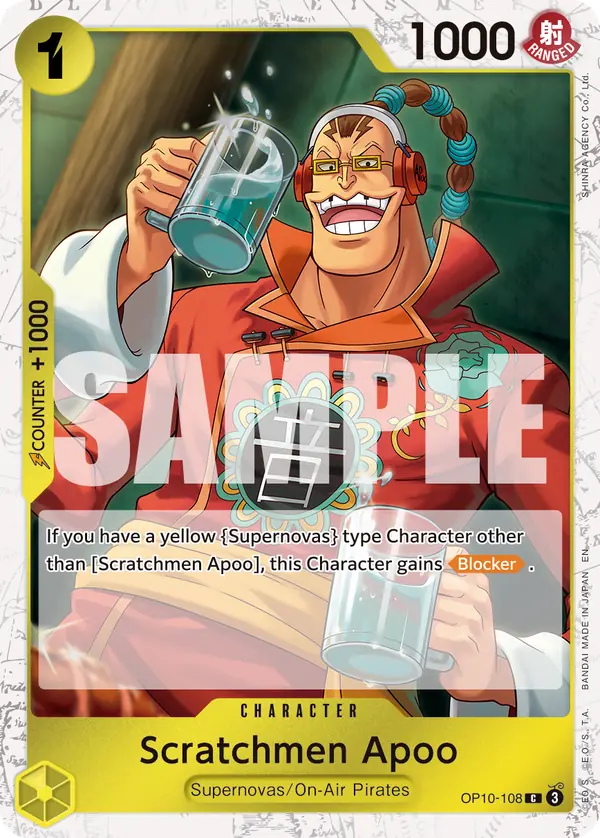 1
1000
射
RANGED
SHINRA AGENCY Co., Ltd.
COUNTER +1000
音
SAMPLE
If you have a yellow {Supernovas} type Character other
than [Scratchmen Apoo], this Character gains Blocker .
CHARACTER
Scratchmen Apoo
Supernovas/On-Air Pirates
OP10-108 C 3
©E.O./S., T.A. BANDAI MADE IN JAPAN EN